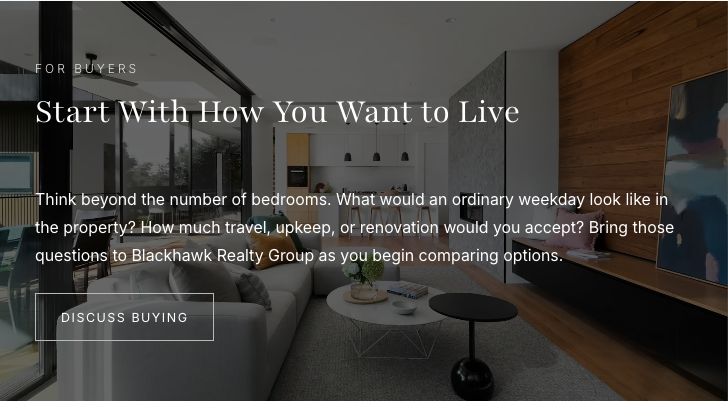 FOR BUYERS
Start With How You Want to Live
Think beyond the number of bedrooms. What would an ordinary weekday look like in
the property? How much travel, upkeep, or renovation would you accept? Bring those
questions to Blackhawk Realty Group as you begin comparing options.
DISCUSS BUYING